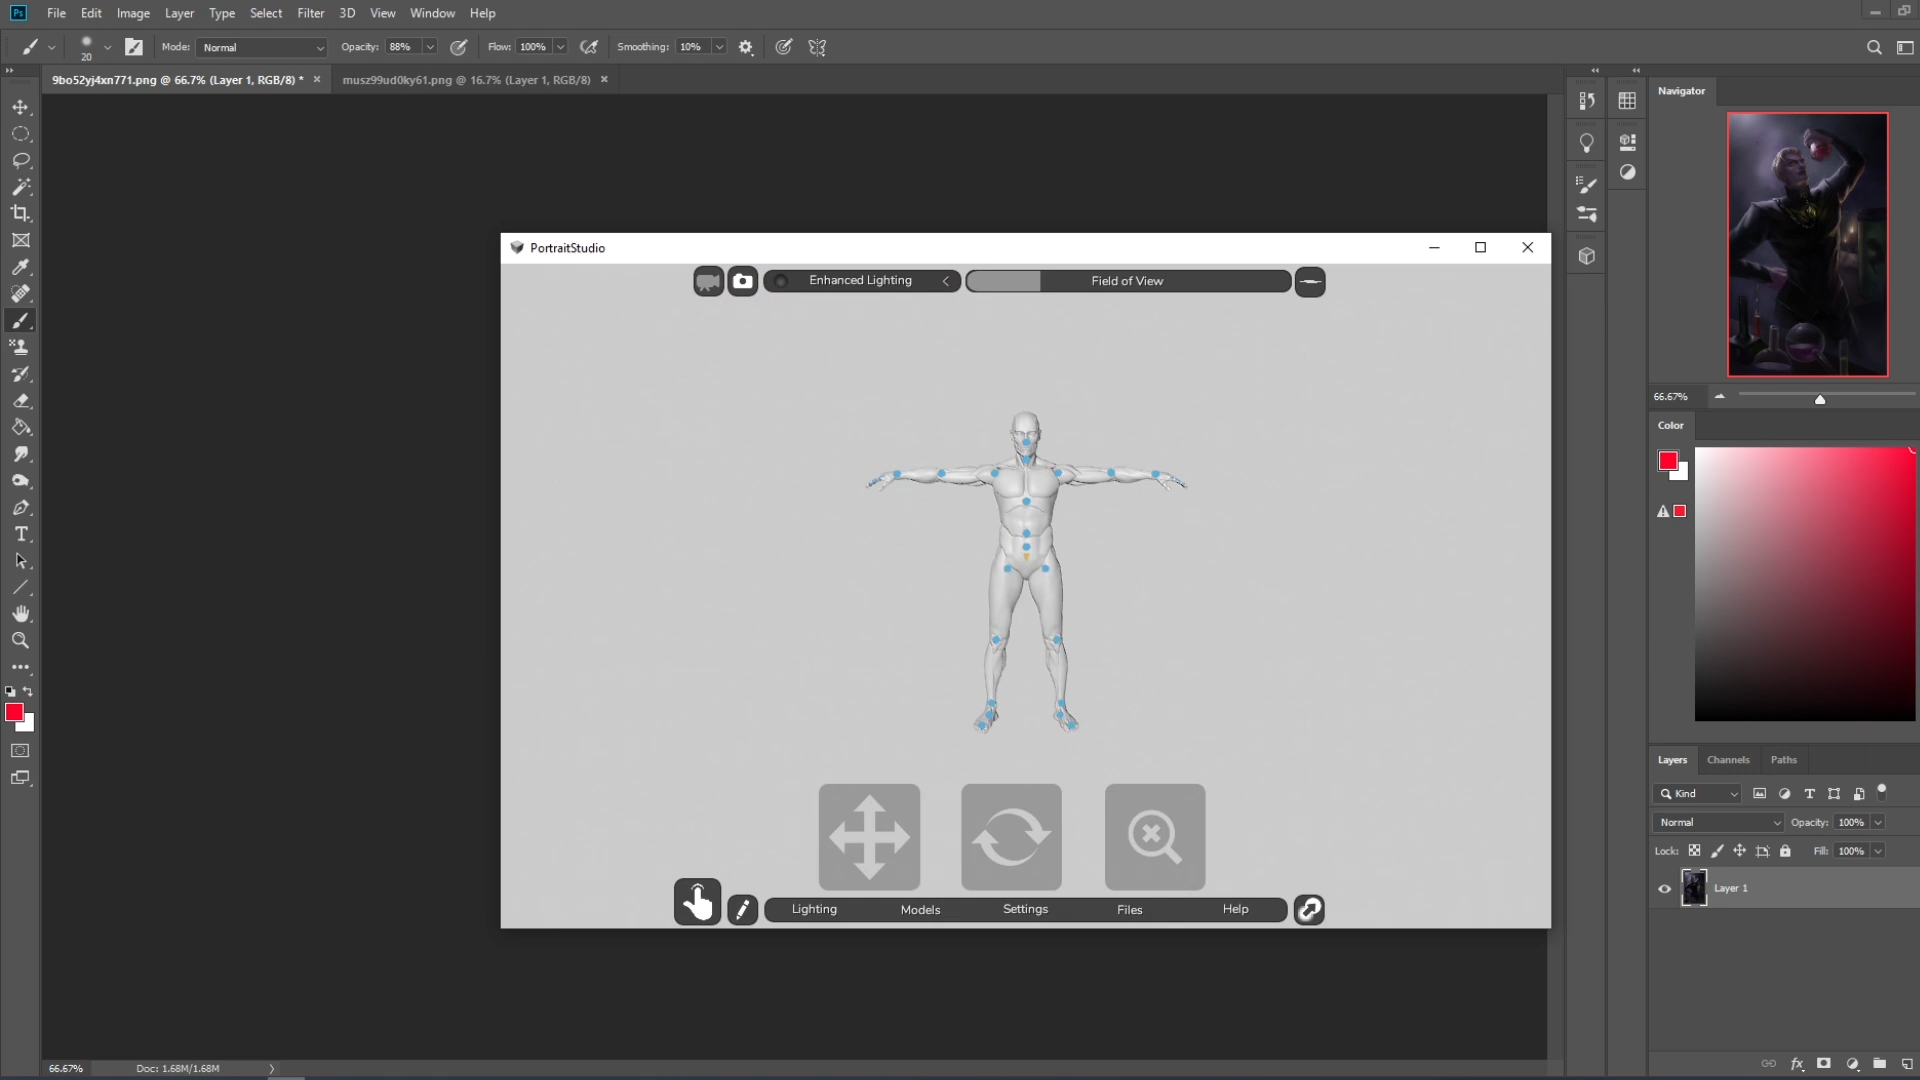 Ps File Edit Image Layer Type Select Filter 3D View Window Help
20 Mode: Normal Opacity: 88% Flow: 100% Smoothing: 10%
9bo52yj4xn771.png @ 66.7% (Layer 1, RGB/8) * × musz99ud0ky61.png @ 16.7% (Layer 1, RGB/8) ×
Navigator
PortraitStudio
Enhanced Lighting
Field of View
66.67%
Color
Layers Channels Paths
Kind
Normal Opacity: 100%
Lock: Fill: 100%
Layer 1
Lighting Models Settings Files Help
66.67% Doc: 1.68M/1.68M